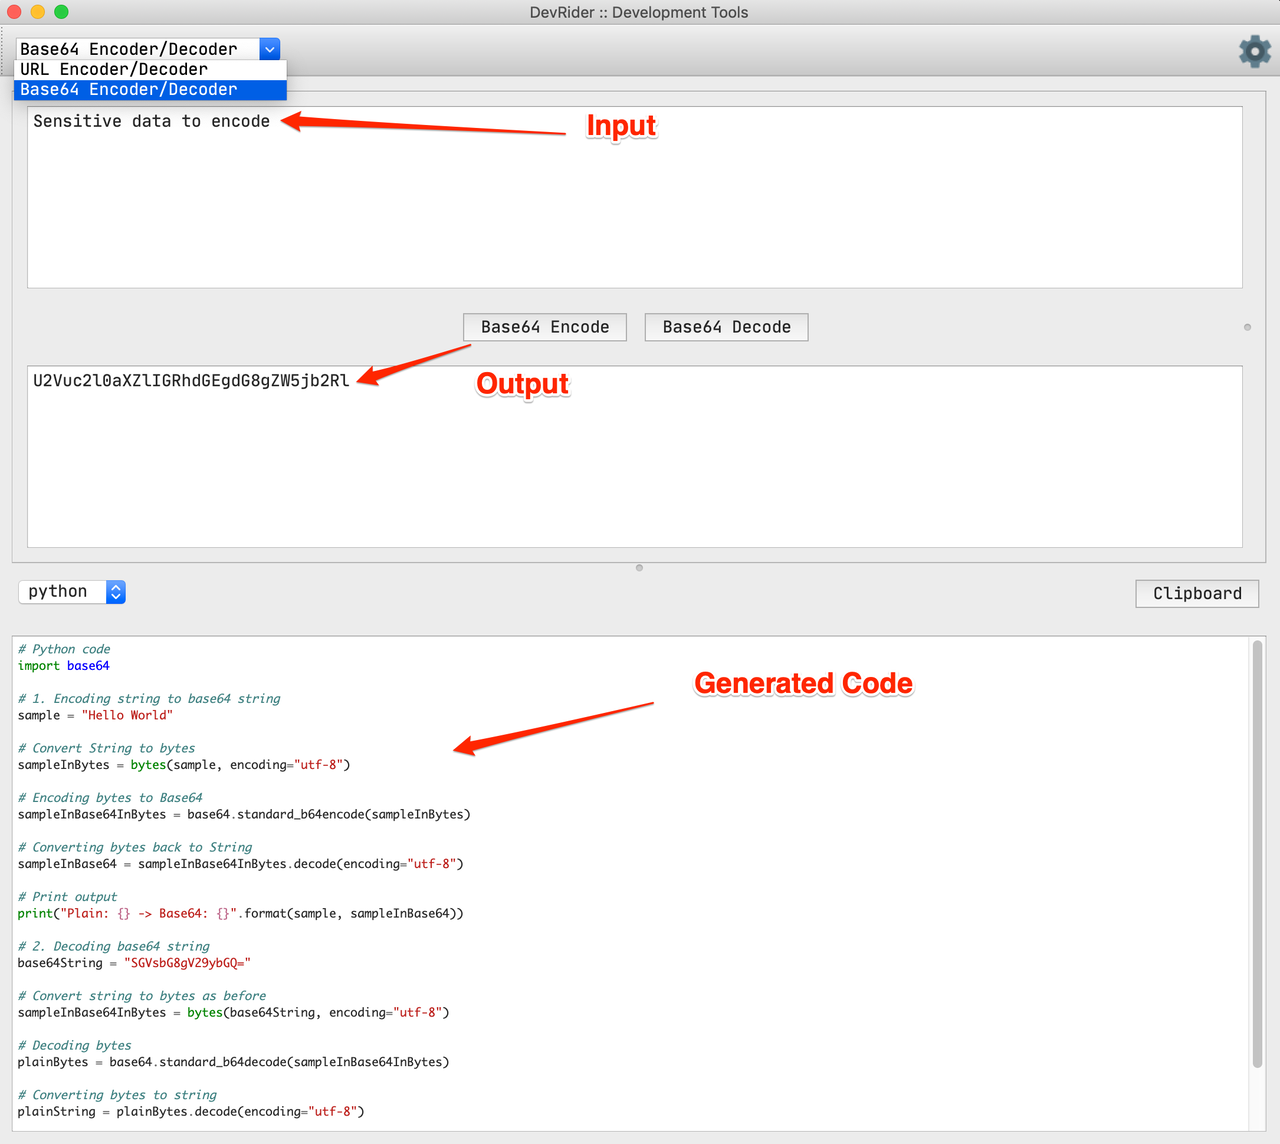 DevRider :: Development Tools
Base64 Encoder/Decoder
URL Encoder/Decoder
Base64 Encoder/Decoder
Sensitive data to encode
Input
Base64 Encode
Base64 Decode
U2Vuc2l0aXZlIGRhdGEgdG8gZW5jb2Rl
Output
python
Clipboard
Generated Code
# Python code
import base64
# 1. Encoding string to base64 string
sample = "Hello World"
# Convert String to bytes
sampleInBytes = bytes(sample, encoding="utf-8")
# Encoding bytes to Base64
sampleInBase64InBytes = base64.standard_b64encode(sampleInBytes)
# Converting bytes back to String
sampleInBase64 = sampleInBase64InBytes.decode(encoding="utf-8")
# Print output
print("Plain: {} -> Base64: {}".format(sample, sampleInBase64))
# 2. Decoding base64 string
base64String = "SGVsbG8gV29ybGQ="
# Convert string to bytes as before
sampleInBase64InBytes = bytes(base64String, encoding="utf-8")
# Decoding bytes
plainBytes = base64.standard_b64decode(sampleInBase64InBytes)
# Converting bytes to string
plainString = plainBytes.decode(encoding="utf-8")